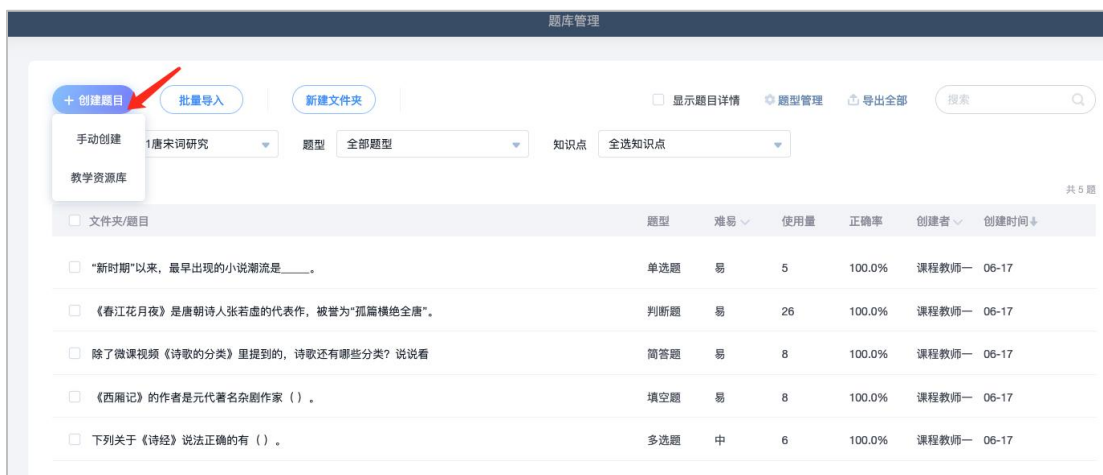 题库管理
+ 创建题目 批量导入 新建文件夹 显示题目详情 题型管理 导出全部 搜索
手动创建 1唐宋词研究 题型 全部题型 知识点 全选知识点
教学资源库
共 5 题
文件夹/题目 题型 难易 使用量 正确率 创建者 创建时间
“新时期”以来，最早出现的小说潮流是____。 单选题 易 5 100.0% 课程教师一 06-17
《春江花月夜》是唐朝诗人张若虚的代表作，被誉为“孤篇横绝全唐”。 判断题 易 26 100.0% 课程教师一 06-17
除了微课视频《诗歌的分类》里提到的，诗歌还有哪些分类？说说看 简答题 易 8 100.0% 课程教师一 06-17
《西厢记》的作者是元代著名杂剧作家（ ）。 填空题 易 8 100.0% 课程教师一 06-17
下列关于《诗经》说法正确的有（ ）。 多选题 中 6 100.0% 课程教师一 06-17